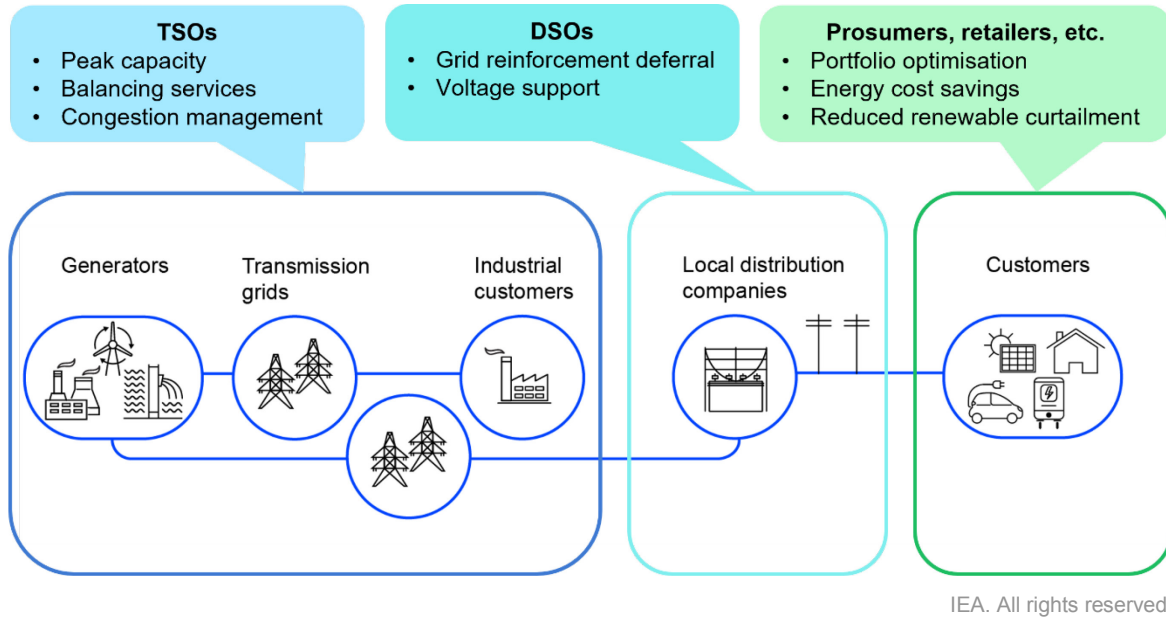 TSOs
• Peak capacity
• Balancing services
• Congestion management
DSOs
• Grid reinforcement deferral
• Voltage support
Prosumers, retailers, etc.
• Portfolio optimisation
• Energy cost savings
• Reduced renewable curtailment
Generators
Transmission
grids
Industrial
customers
Local distribution
companies
Customers
IEA. All rights reserved